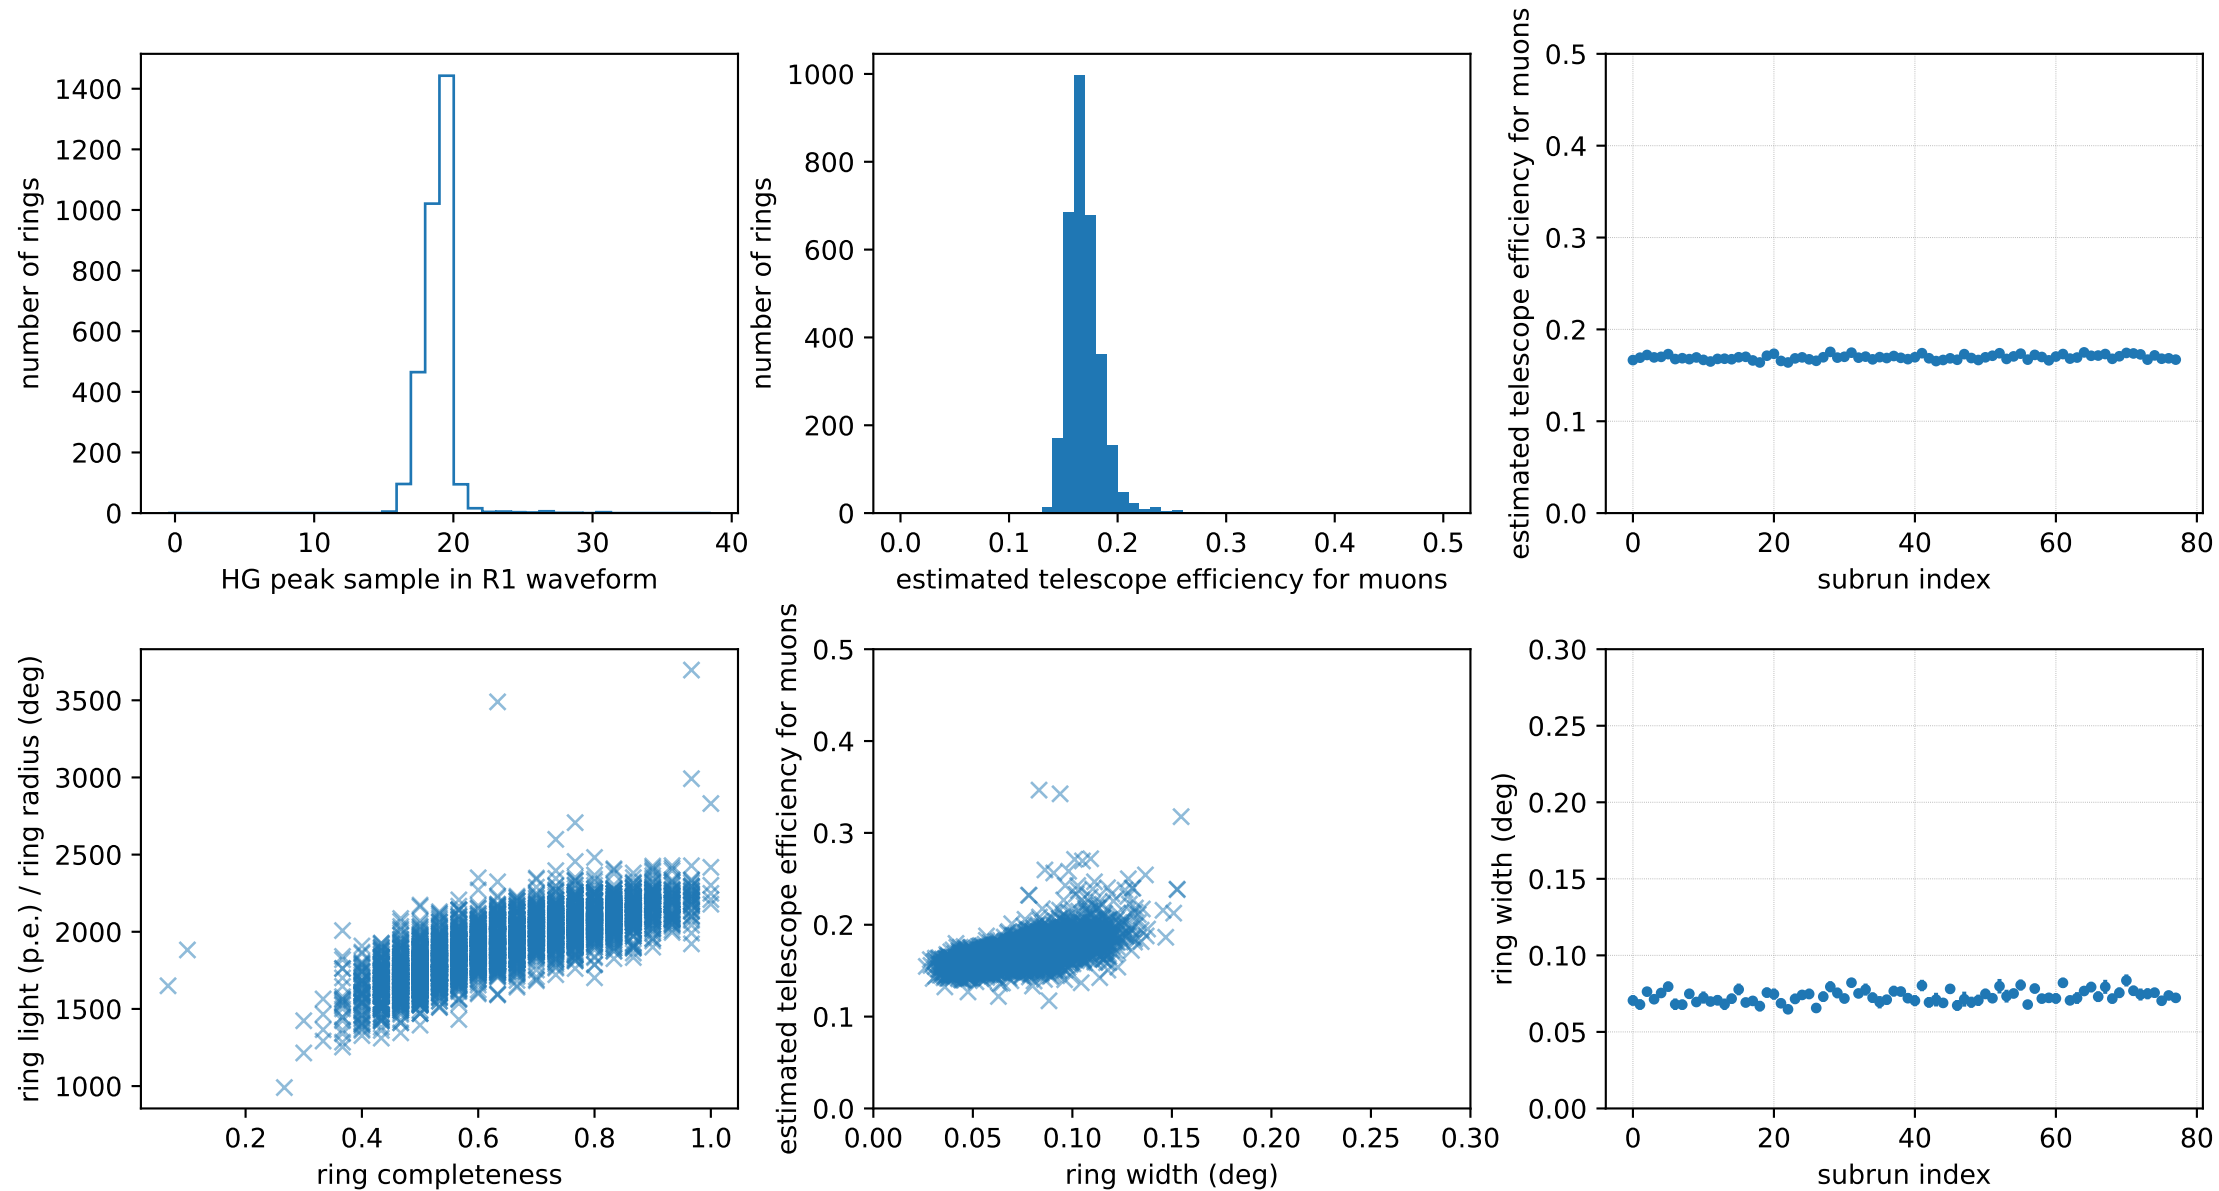 number of rings
1400
1200
1000
800
600
400
200
0
0 10 20 30 40
HG peak sample in R1 waveform
number of rings
1000
800
600
400
200
0
0.0 0.1 0.2 0.3 0.4 0.5
estimated telescope efficiency for muons
estimated telescope efficiency for muons
0.5
0.4
0.3
0.2
0.1
0.0
0 20 40 60 80
subrun index
ring light (p.e.) / ring radius (deg)
3500
3000
2500
2000
1500
1000
0.2 0.4 0.6 0.8 1.0
ring completeness
estimated telescope efficiency for muons
0.5
0.4
0.3
0.2
0.1
0.0
0.00 0.05 0.10 0.15 0.20 0.25 0.30
ring width (deg)
ring width (deg)
0.30
0.25
0.20
0.15
0.10
0.05
0.00
0 20 40 60 80
subrun index